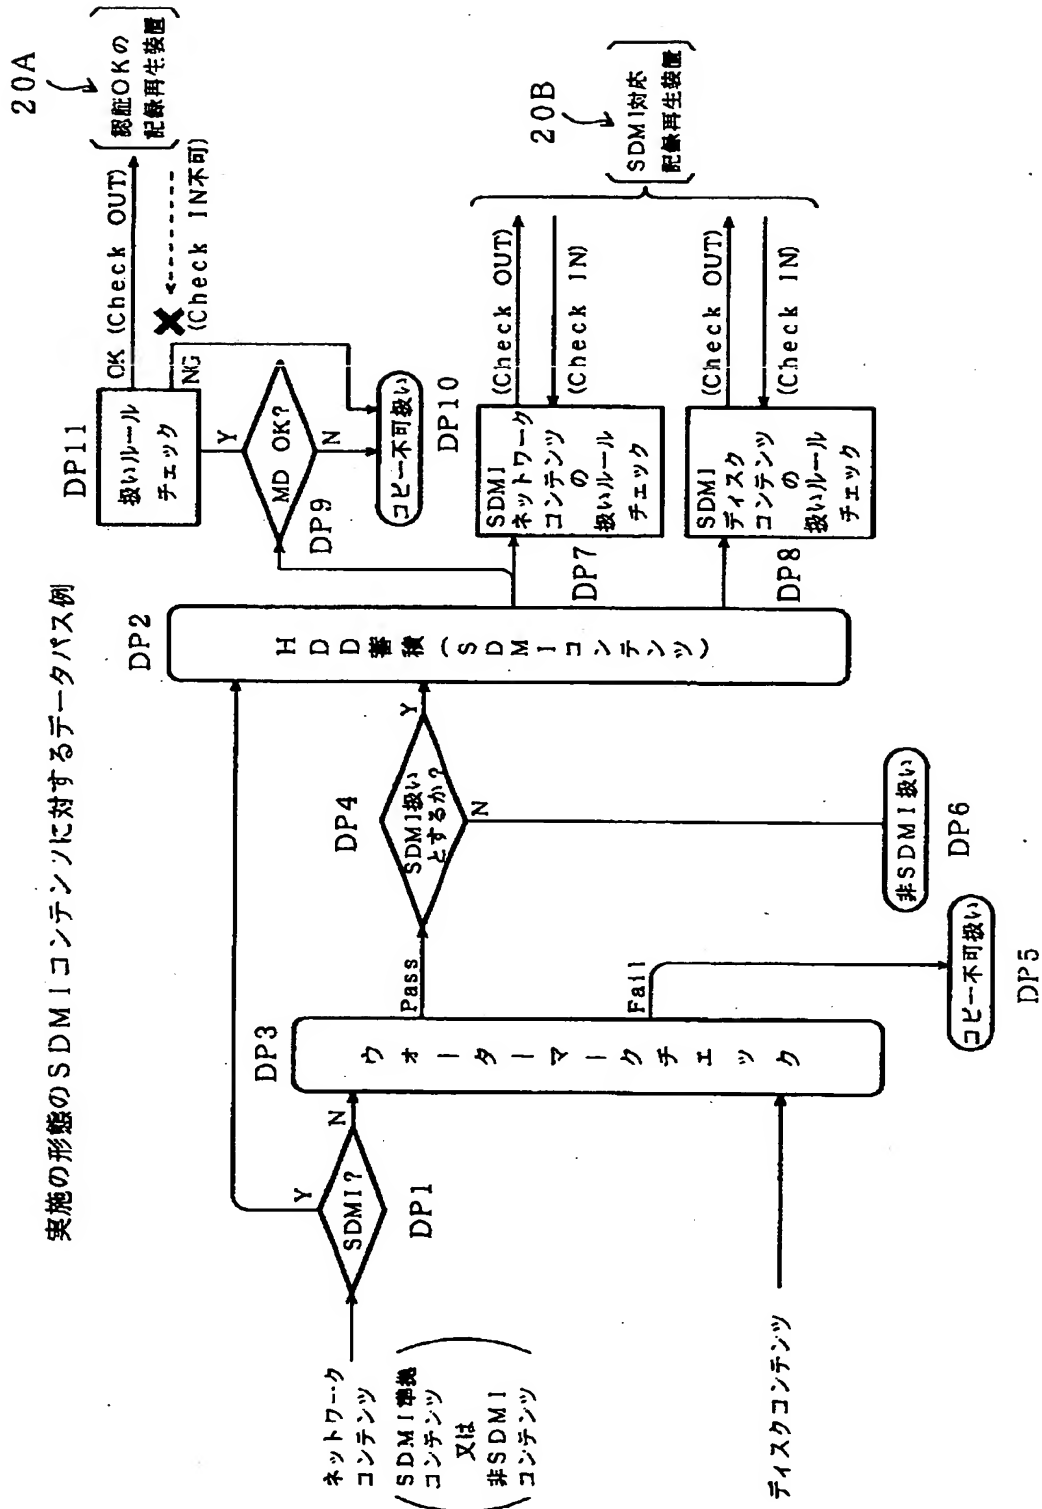 実施の形態のSDMIコンテンツに対するデータパス例
ネットワーク
コンテンツ
SDMI準拠
コンテンツ
又は
非SDMI
コンテンツ
ディスクコンテンツ
SDMI?
Y
N
DP1
DP3
ウォーターマークチェック
Pass
Fail
コピー不可扱い
DP5
DP4
SDMI扱い
とするか?
Y
N
非SDMI扱い
DP6
DP2
HDD蓄積(SDMIコンテンツ)
DP9
MD OK?
Y
N
コピー不可扱い
DP10
DP11
扱いルール
チェック
NG
OK (Check OUT)
(Check IN不可)
20A
認証OKの
記録再生装置
DP7
SDMI
ネットワーク
コンテンツ
の
扱いルール
チェック
(Check OUT)
(Check IN)
DP8
SDMI
ディスク
コンテンツ
の
扱いルール
チェック
(Check OUT)
(Check IN)
20B
SDMI対応
記録再生装置